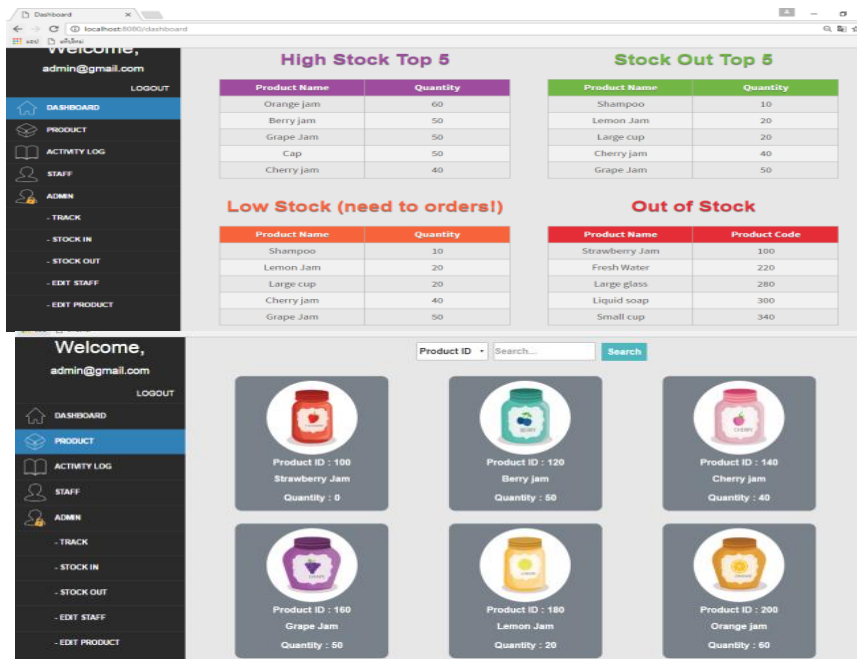 Dashboard
localhost:8080/dashboard
แอป
Welcome,
admin@gmail.com
LOGOUT
DASHBOARD
PRODUCT
ACTIVITY LOG
STAFF
ADMIN
- TRACK
- STOCK IN
- STOCK OUT
- EDIT STAFF
- EDIT PRODUCT
High Stock Top 5
Product Name Quantity
Orange jam 60
Berry jam 50
Grape Jam 50
Cap 50
Cherry jam 40
Stock Out Top 5
Product Name Quantity
Shampoo 10
Lemon Jam 20
Large cup 20
Cherry jam 40
Grape Jam 50
Low Stock (need to orders!)
Product Name Quantity
Shampoo 10
Lemon Jam 20
Large cup 20
Cherry jam 40
Grape Jam 50
Out of Stock
Product Name Product Code
Strawberry Jam 100
Fresh Water 220
Large glass 280
Liquid soap 300
Small cup 340
Welcome,
admin@gmail.com
LOGOUT
DASHBOARD
PRODUCT
ACTIVITY LOG
STAFF
ADMIN
- TRACK
- STOCK IN
- STOCK OUT
- EDIT STAFF
- EDIT PRODUCT
Product ID Search... Search
Product ID : 100
Strawberry Jam
Quantity : 0
BERRY
Product ID : 120
Berry jam
Quantity : 50
CHERRY
Product ID : 140
Cherry jam
Quantity : 40
Product ID : 160
Grape Jam
Quantity : 50
Product ID : 180
Lemon Jam
Quantity : 20
Product ID : 200
Orange jam
Quantity : 60